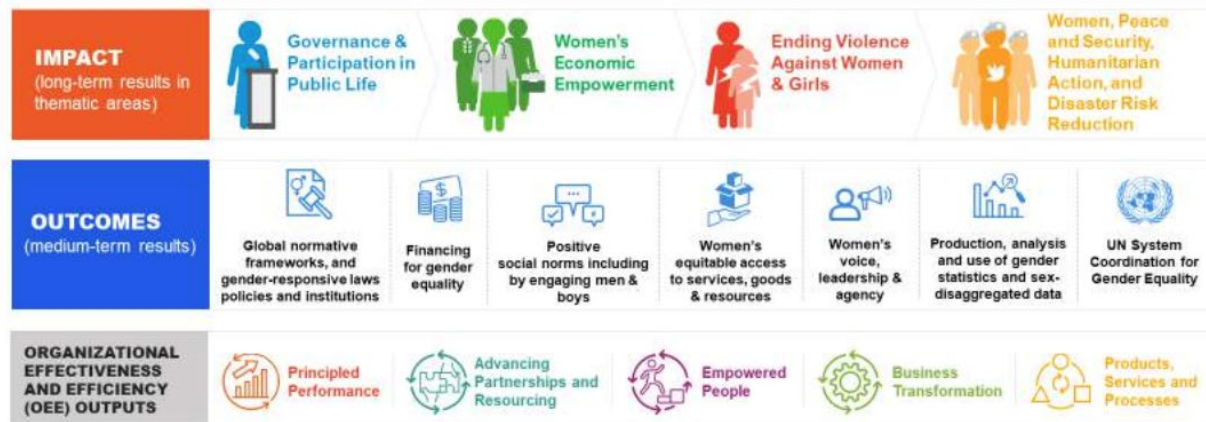 IMPACT
(long-term results in
thematic areas)
Governance &
Participation in
Public Life
Women's
Economic
Empowerment
Ending Violence
Against Women
& Girls
Women, Peace
and Security,
Humanitarian
Action, and
Disaster Risk
Reduction
OUTCOMES
(medium-term results)
Global normative
frameworks, and
gender-responsive laws
policies and institutions
$
Financing
for gender
equality
Positive
social norms including
by engaging men &
boys
Women's
equitable access
to services, goods
& resources
Women's
voice,
leadership &
agency
Production, analysis
and use of gender
statistics and sex-
disaggregated data
UN System
Coordination for
Gender Equality
ORGANIZATIONAL
EFFECTIVENESS
AND EFFICIENCY
(OEE) OUTPUTS
Principled
Performance
Advancing
Partnerships and
Resourcing
Empowered
People
Business
Transformation
Products,
Services and
Processes